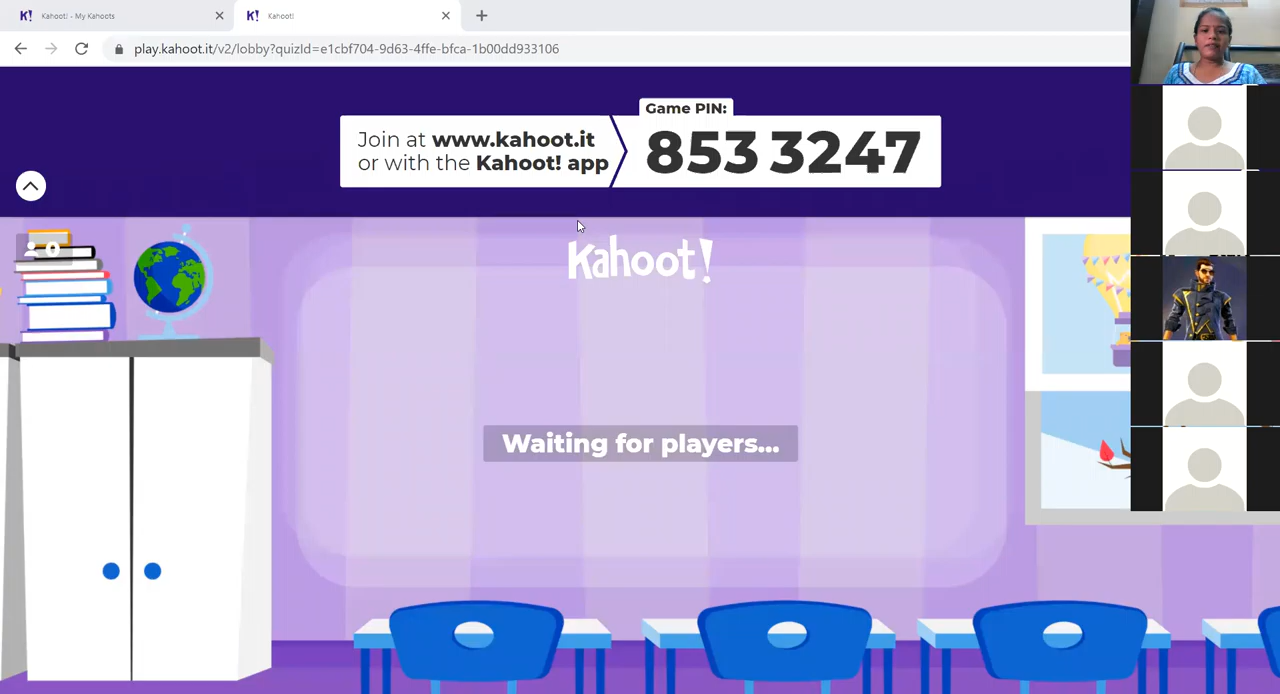 Kahoot! - My Kahoots
Kahoot!
play.kahoot.it/v2/lobby?quizId=e1cbf704-9d63-4ffe-bfca-1b00dd933106
Game PIN:
Join at www.kahoot.it
or with the Kahoot! app
853 3247
0
Kahoot!
Waiting for players...